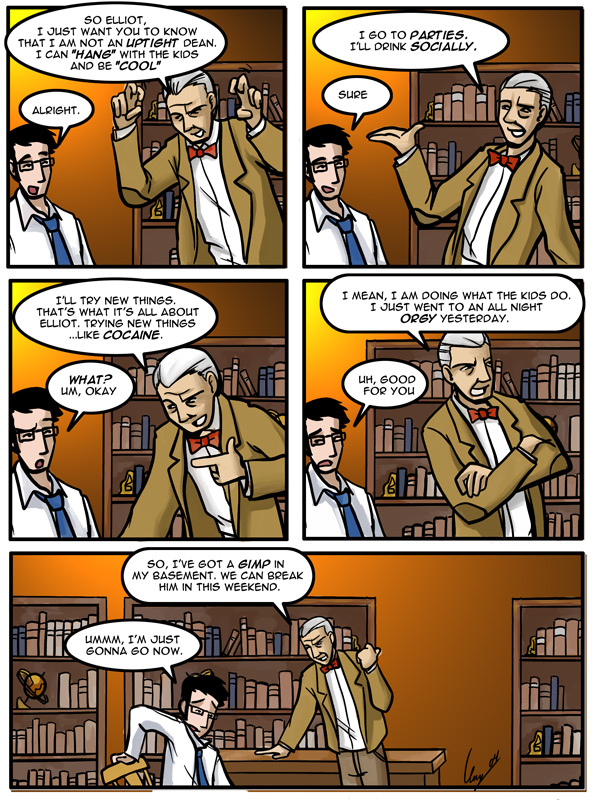 SO ELLIOT,
I JUST WANT YOU TO KNOW
THAT I AM NOT AN UPTIGHT DEAN.
I CAN "HANG" WITH THE KIDS
AND BE "COOL"
ALRIGHT.
I GO TO PARTIES.
I'LL DRINK SOCIALLY.
SURE
I'LL TRY NEW THINGS.
THAT'S WHAT IT'S ALL ABOUT
ELLIOT. TRYING NEW THINGS
...LIKE COCAINE.
WHAT?
UM, OKAY
I MEAN, I AM DOING WHAT THE KIDS DO.
I JUST WENT TO AN ALL NIGHT
ORGY YESTERDAY.
UH, GOOD
FOR YOU
SO, I'VE GOT A GIMP IN
MY BASEMENT. WE CAN BREAK
HIM IN THIS WEEKEND.
UMMM, I'M JUST
GONNA GO NOW.